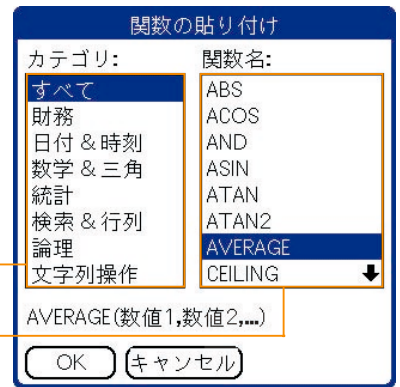 関数の貼り付け
カテゴリ:
すべて
財務
日付 & 時刻
数学 & 三角
統計
検索 & 行列
論理
文字列操作
関数名:
ABS
ACOS
AND
ASIN
ATAN
ATAN2
AVERAGE
CEILING
AVERAGE(数値1,数値2,...)
OK
キャンセル